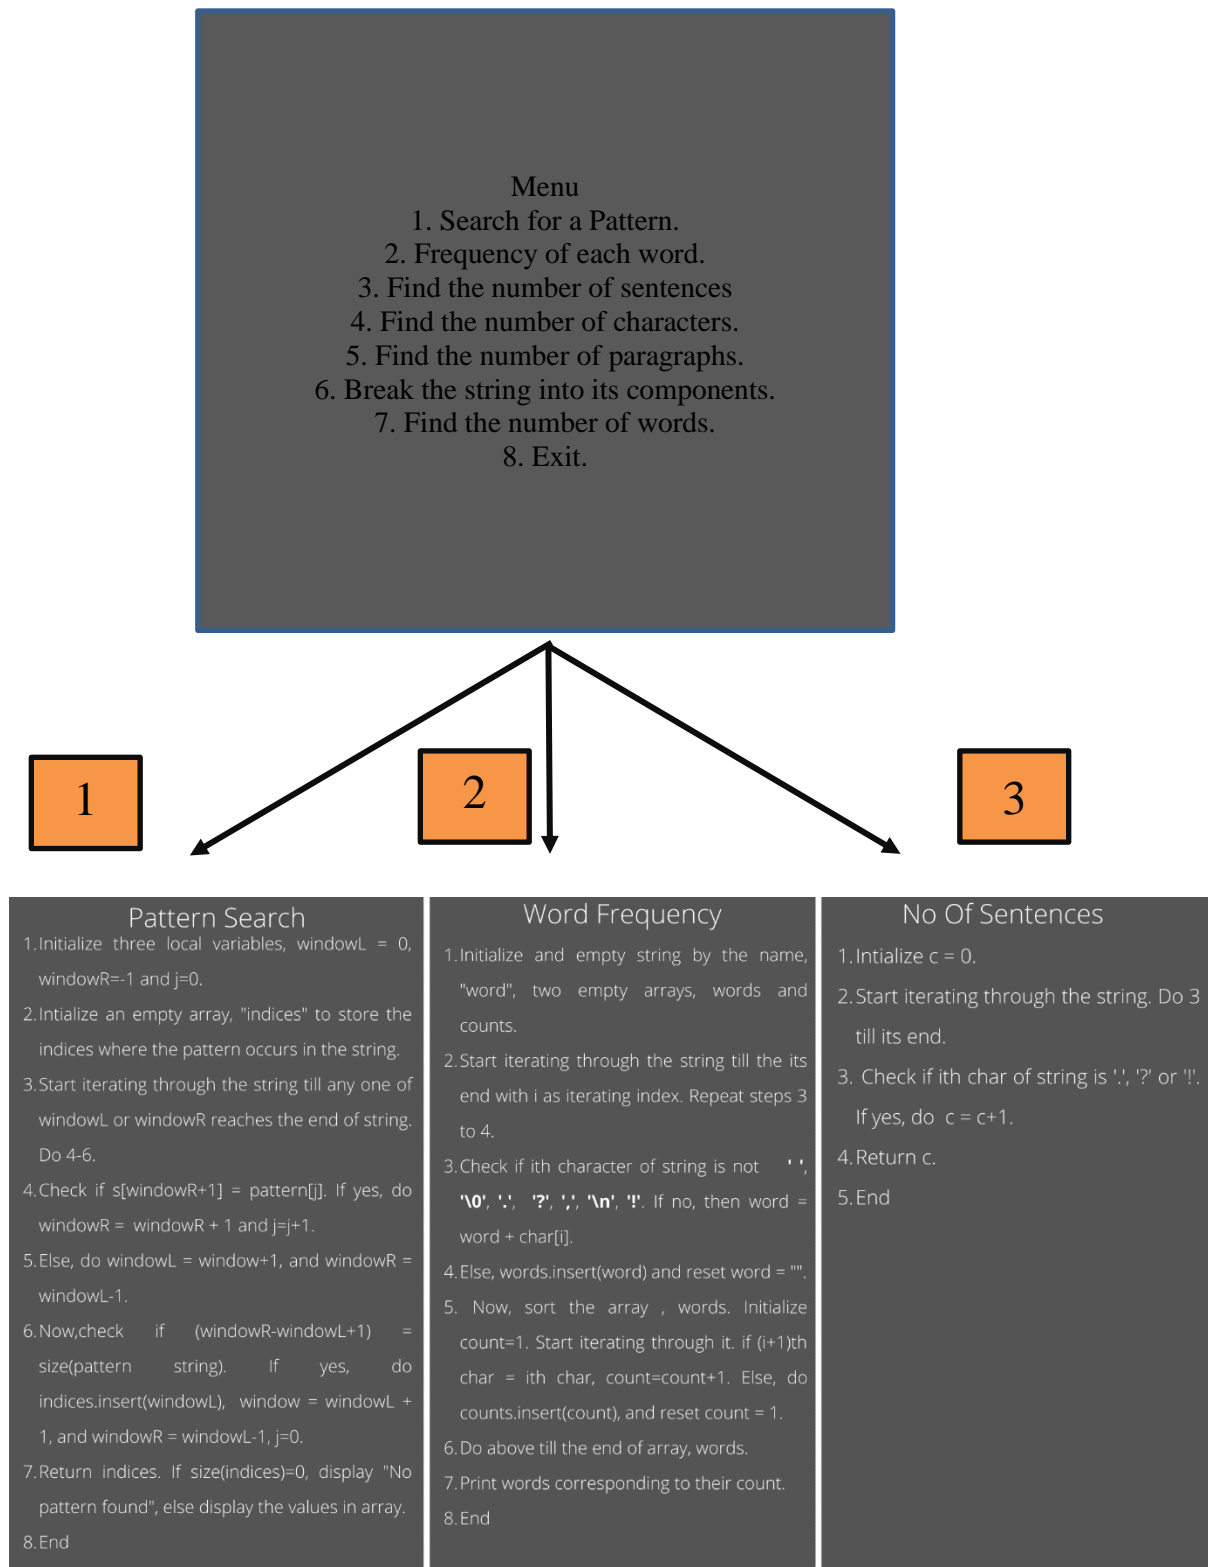 Menu
1. Search for a Pattern.
2. Frequency of each word.
3. Find the number of sentences
4. Find the number of characters.
5. Find the number of paragraphs.
6. Break the string into its components.
7. Find the number of words.
8. Exit.
1
2
3
Pattern Search
1.Initialize three local variables, windowL = 0,
windowR=-1 and j=0.
2.Intialize an empty array, "indices" to store the
indices where the pattern occurs in the string.
3.Start iterating through the string till any one of
windowL or windowR reaches the end of string.
Do 4-6.
4.Check if s[windowR+1] = pattern[j]. If yes, do
windowR = windowR + 1 and j=j+1.
5.Else, do windowL = window+1, and windowR =
windowL-1.
6.Now,check if (windowR-windowL+1) =
size(pattern string). If yes, do
indices.insert(windowL), window = windowL +
1, and windowR = windowL-1, j=0.
7.Return indices. If size(indices)=0, display "No
pattern found", else display the values in array.
8.End
Word Frequency
1.Initialize and empty string by the name,
"word", two empty arrays, words and
counts.
2.Start iterating through the string till the its
end with i as iterating index. Repeat steps 3
to 4.
3.Check if ith character of string is not ' ',
'\0', '.', '?', ',', '\n', '!'. If no, then word =
word + char[i].
4.Else, words.insert(word) and reset word = "".
5. Now, sort the array , words. Initialize
count=1. Start iterating through it. if (i+1)th
char = ith char, count=count+1. Else, do
counts.insert(count), and reset count = 1.
6.Do above till the end of array, words.
7.Print words corresponding to their count.
8.End
No Of Sentences
1.Intialize c = 0.
2.Start iterating through the string. Do 3
till its end.
3. Check if ith char of string is '.', '?' or '!'.
If yes, do c = c+1.
4.Return c.
5.End